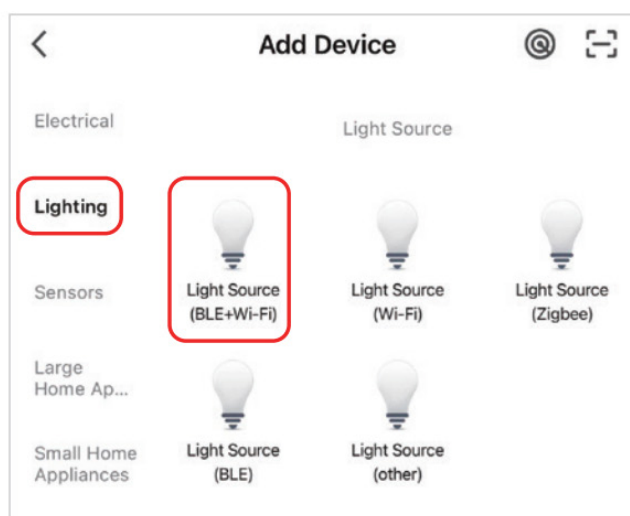 Add Device
Electrical
Light Source
Lighting
Light Source
(BLE+Wi-Fi)
Light Source
(Wi-Fi)
Light Source
(Zigbee)
Sensors
Large
Home Ap...
Light Source
(BLE)
Light Source
(other)
Small Home
Appliances